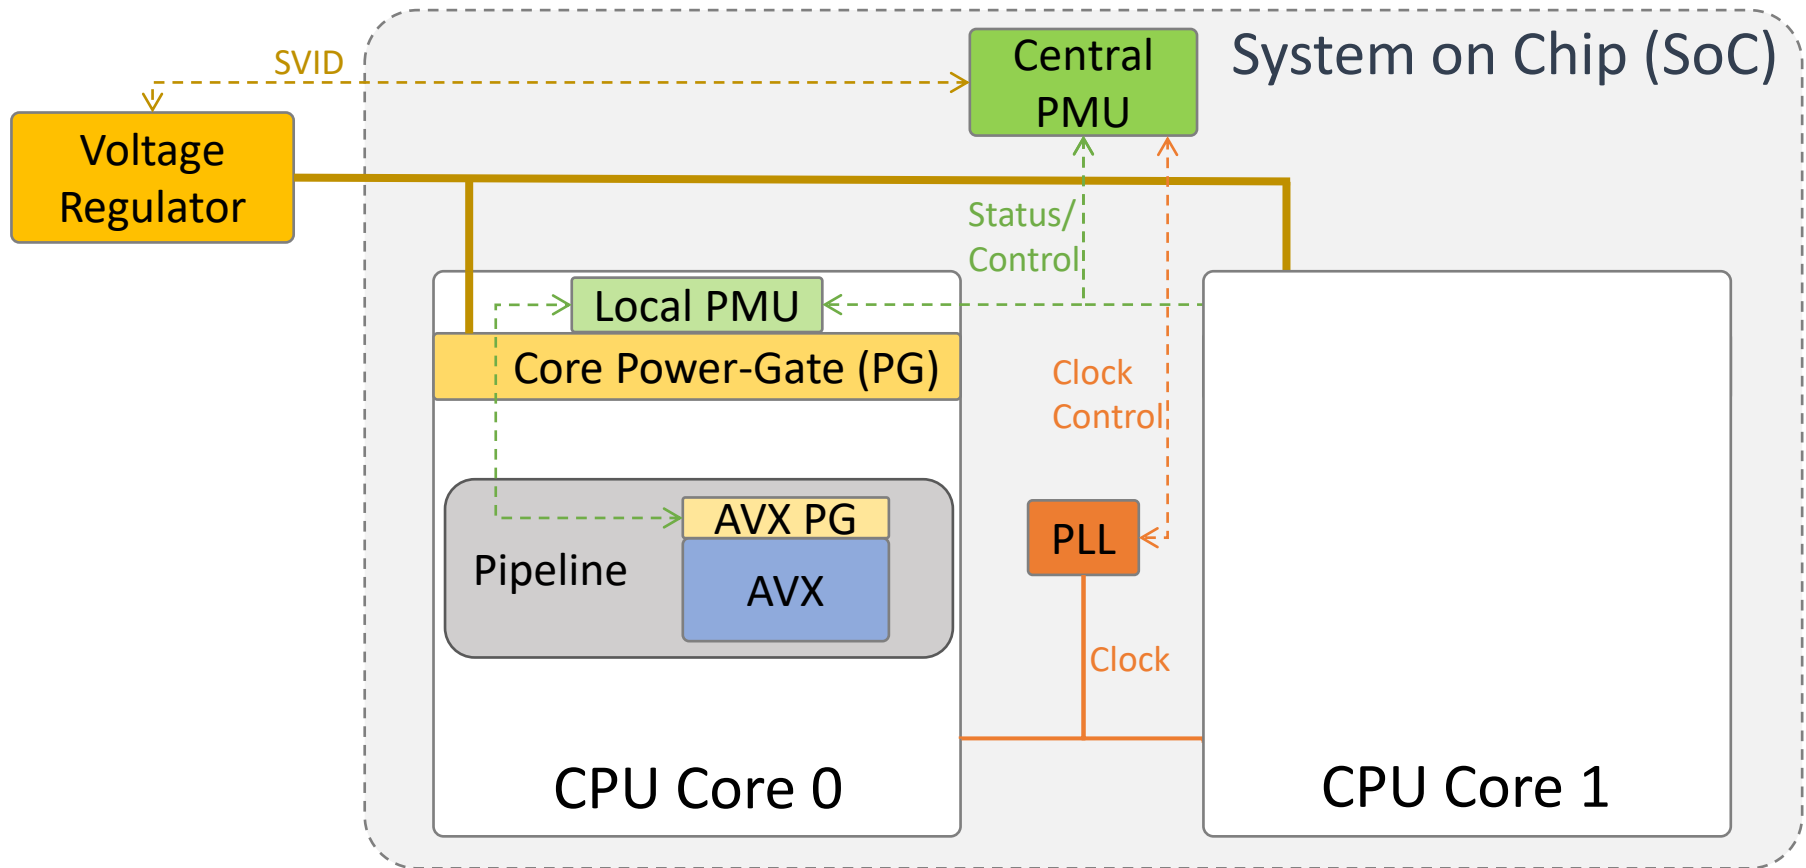 System on Chip (SoC)
SVID
Central
PMU
Voltage
Regulator
Status/
Control
Local PMU
Core Power-Gate (PG)
Clock
Control
AVX PG
Pipeline
AVX
PLL
Clock
CPU Core 0
CPU Core 1